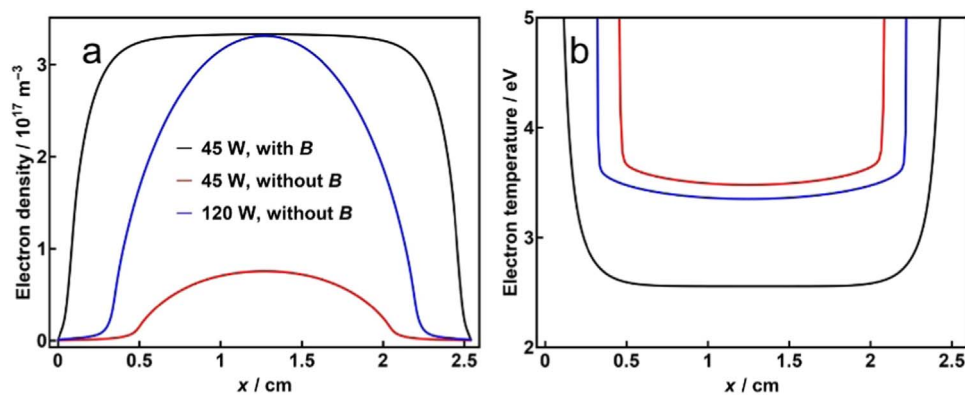 a
Electron density / 10¹⁷ m⁻³
3
2
1
0
45 W, with B
45 W, without B
120 W, without B
0 0.5 1 1.5 2 2.5
x / cm
b
Electron temperature / eV
5
4
3
2
0 0.5 1 1.5 2 2.5
x / cm